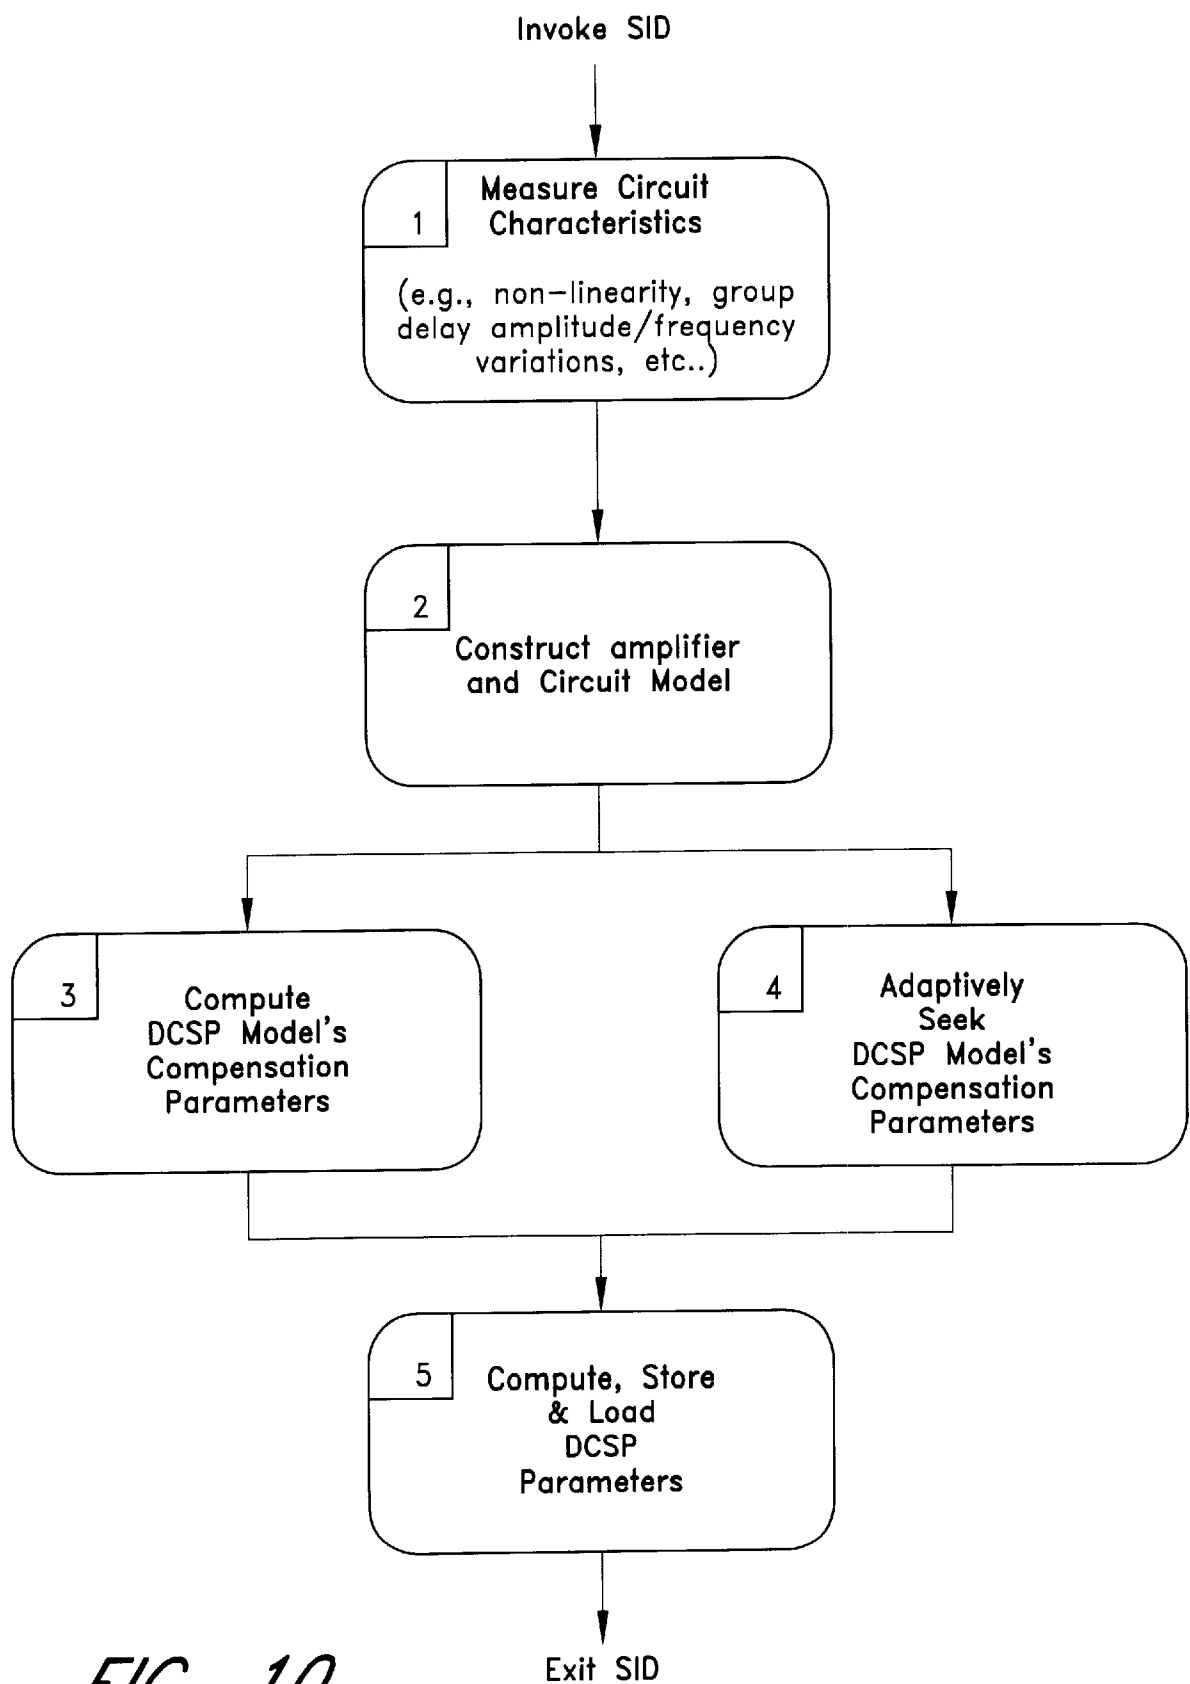 Invoke SID
1
Measure Circuit
Characteristics
(e.g., non-linearity, group
delay amplitude/frequency
variations, etc..)
2
Construct amplifier
and Circuit Model
3
Compute
DCSP Model's
Compensation
Parameters
4
Adaptively
Seek
DCSP Model's
Compensation
Parameters
5
Compute, Store
& Load
DCSP
Parameters
Exit SID
FIG.